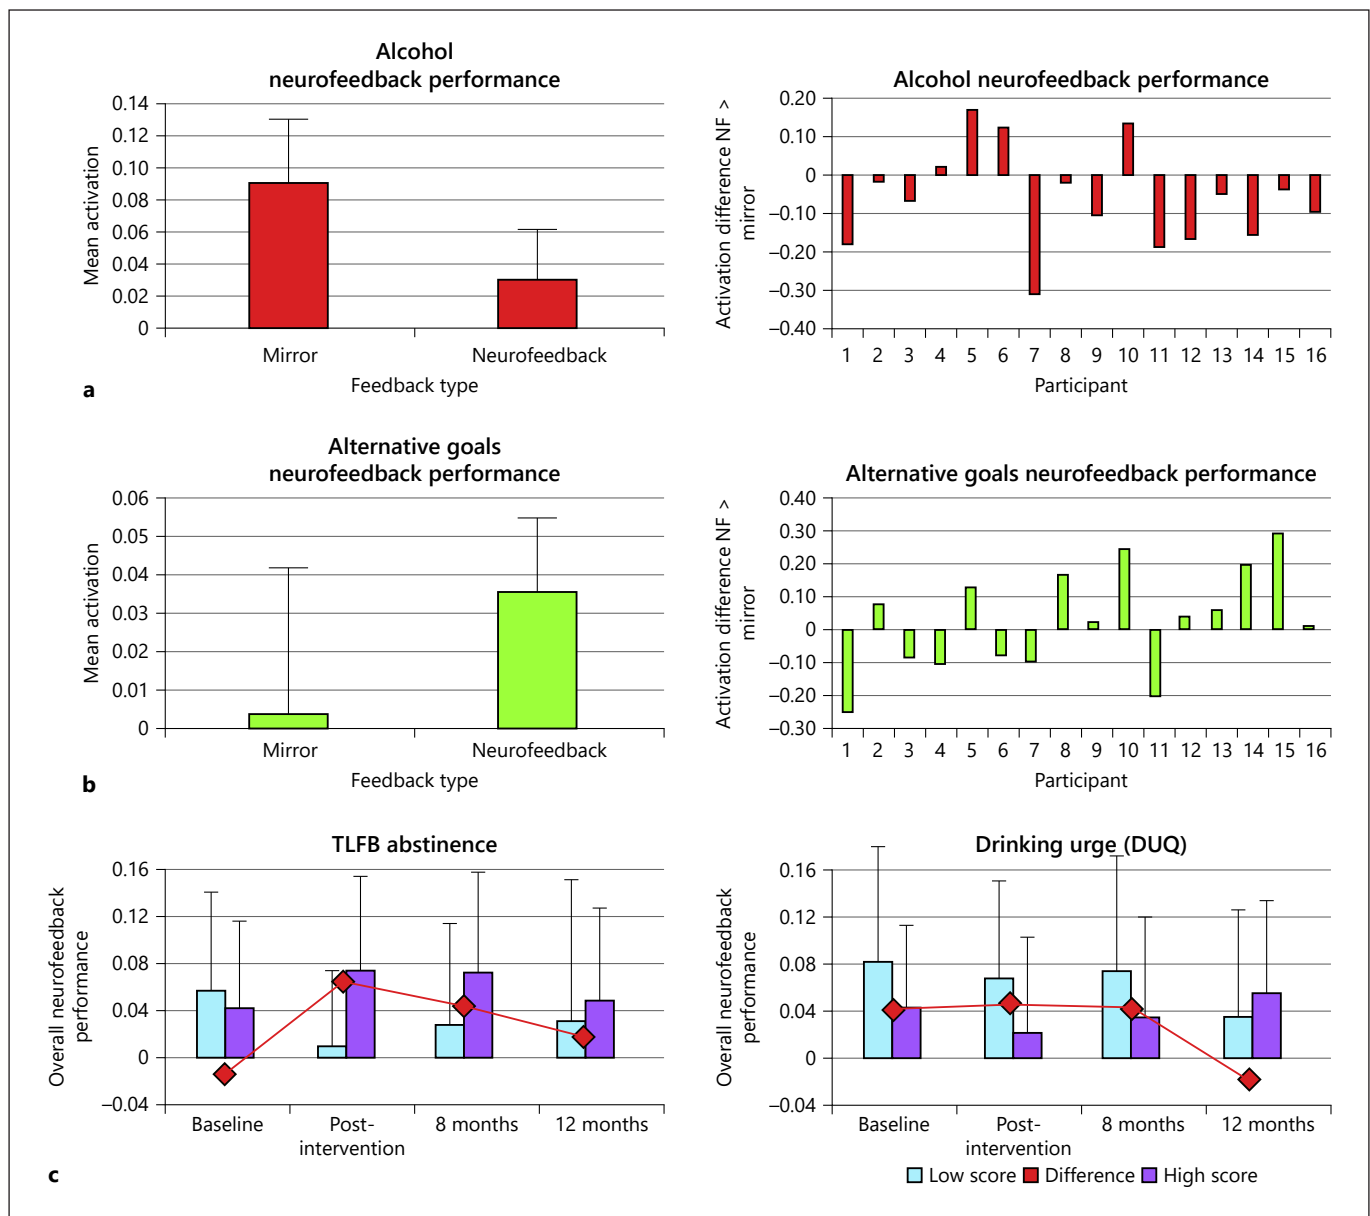 Alcohol
neurofeedback performance
Mean activation
0.14
0.12
0.10
0.08
0.06
0.04
0.02
0
Mirror
Neurofeedback
Feedback type
a
Alcohol neurofeedback performance
Activation difference NF >
mirror
0.20
0.10
0
–0.10
–0.20
–0.30
–0.40
1 2 3 4 5 6 7 8 9 10 11 12 13 14 15 16
Participant
Alternative goals
neurofeedback performance
Mean activation
0.06
0.05
0.04
0.03
0.02
0.01
0
Mirror
Neurofeedback
Feedback type
b
Alternative goals neurofeedback performance
Activation difference NF >
mirror
0.40
0.30
0.20
0.10
0
–0.10
–0.20
–0.30
1 2 3 4 5 6 7 8 9 10 11 12 13 14 15 16
Participant
TLFB abstinence
Overall neurofeedback
performance
0.16
0.12
0.08
0.04
0
–0.04
Baseline
Post-
intervention
8 months
12 months
c
Drinking urge (DUQ)
Overall neurofeedback
performance
0.16
0.12
0.08
0.04
0
–0.04
Baseline
Post-
intervention
8 months
12 months
Low score Difference High score